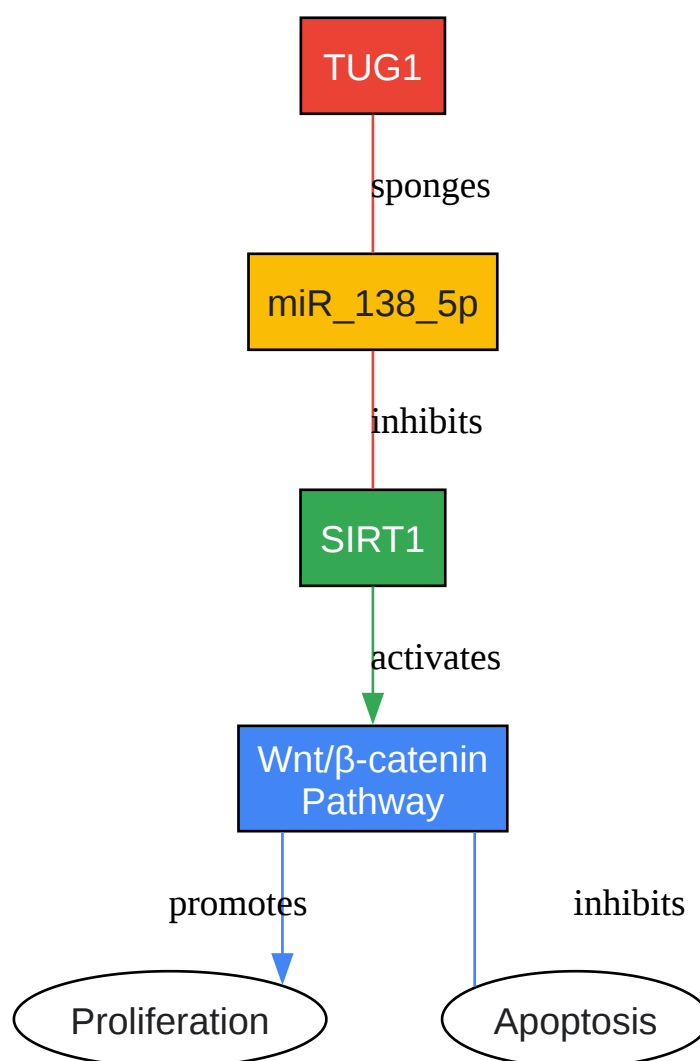 TUG1
sponges
miR_138_5p
inhibits
SIRT1
activates
Wnt/β-catenin
Pathway
promotes
inhibits
Proliferation
Apoptosis